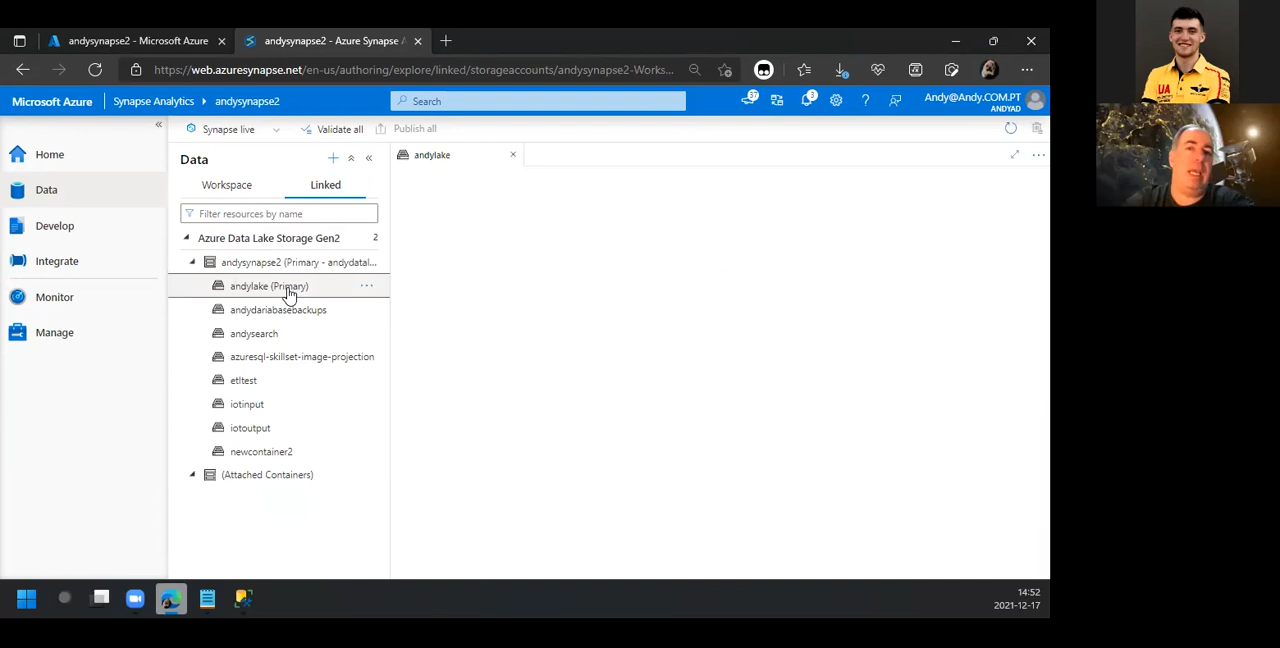 andysynapse2 - Microsoft Azure
andysynapse2 - Azure Synapse A
https://web.azuresynapse.net/en-us/authoring/explore/linked/storageaccounts/andysynapse2-Works...
Microsoft Azure
Synapse Analytics
andysynapse2
Search
37
3
Andy@Andy.COM.PT
ANDYAD
Synapse live
Validate all
Publish all
Home
Data
Develop
Integrate
Monitor
Manage
Data
Workspace
Linked
Filter resources by name
Azure Data Lake Storage Gen2 2
andysynapse2 (Primary - andydatal...
andylake (Primary)
andydariabasebackups
andysearch
azuresql-skillset-image-projection
etltest
iotinput
iotoutput
newcontainer2
(Attached Containers)
andylake
UA
14:52
2021-12-17